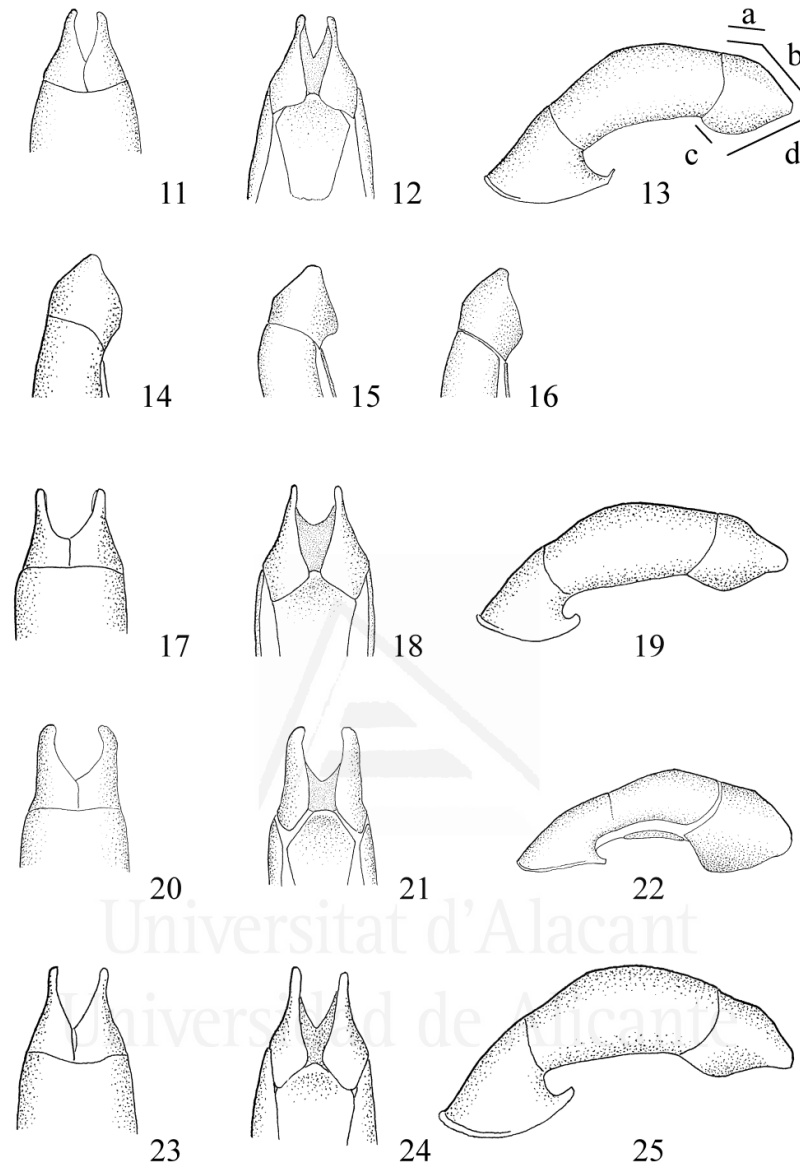 a
b
c
d
11 12 13
14 15 16
17 18 19
20 21 22
Universitat d'Alacant
Universidad de Alicante
23 24 25